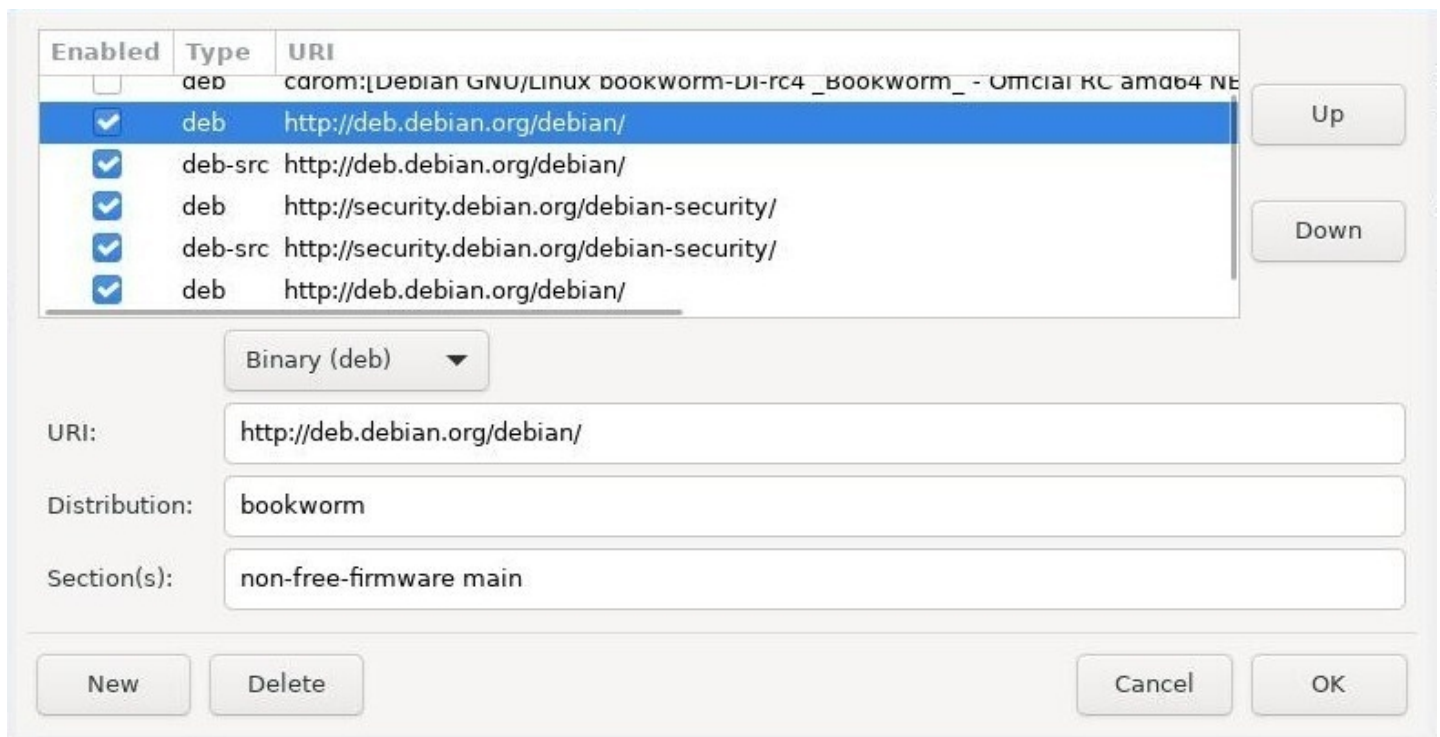 Enabled Type URI
deb cdrom:[Debian GNU/Linux bookworm-DI-rc4 _Bookworm_ - Official RC amd64 NE
deb http://deb.debian.org/debian/
deb-src http://deb.debian.org/debian/
deb http://security.debian.org/debian-security/
deb-src http://security.debian.org/debian-security/
deb http://deb.debian.org/debian/
Up
Down
Binary (deb)
URI: http://deb.debian.org/debian/
Distribution: bookworm
Section(s): non-free-firmware main
New Delete Cancel OK